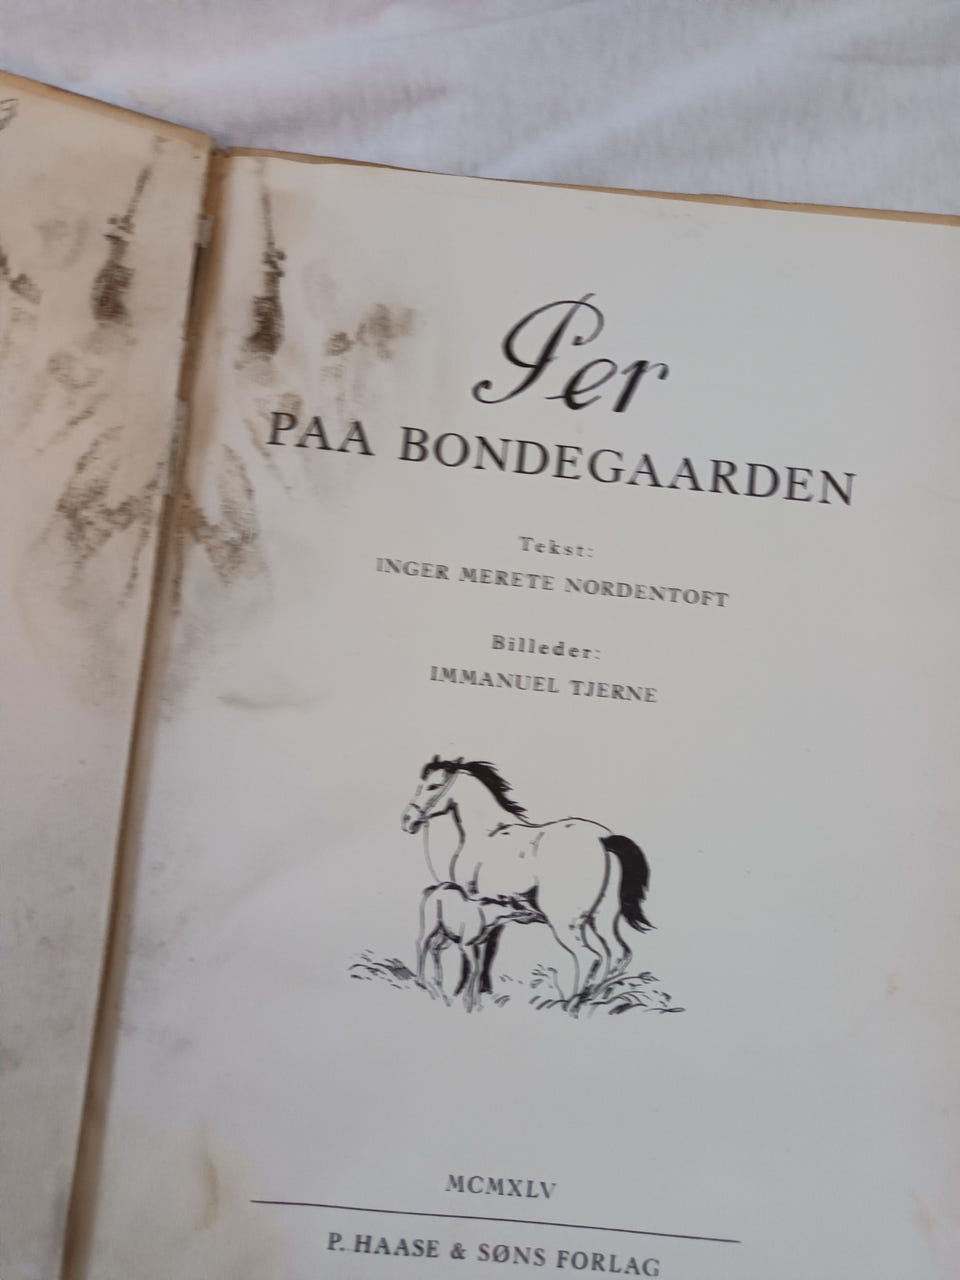 Per
PAA BONDEGAARDEN
Tekst:
INGER MERETE NORDENTOFT
Billeder:
IMMANUEL TJERNE
MCMXLV
P. HAASE & SØNS FORLAG